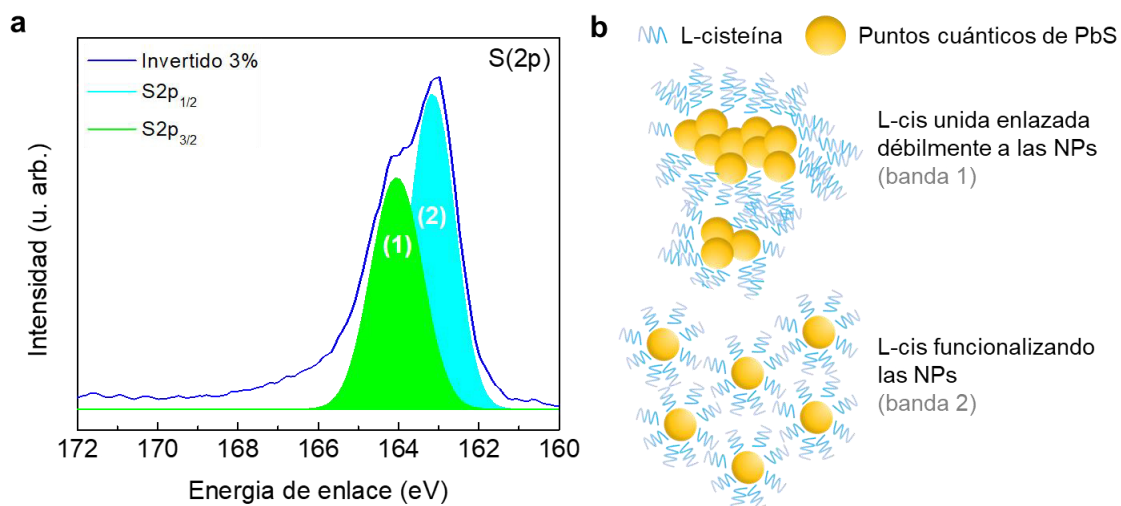 a
Invertido 3%
S2p1/2
S2p3/2
S(2p)
(1)
(2)
Intensidad (u. arb.)
172 170 168 166 164 162 160
Energia de enlace (eV)
b
L-cisteína
Puntos cuánticos de PbS
L-cis unida enlazada
débilmente a las NPs
(banda 1)
L-cis funcionalizando
las NPs
(banda 2)